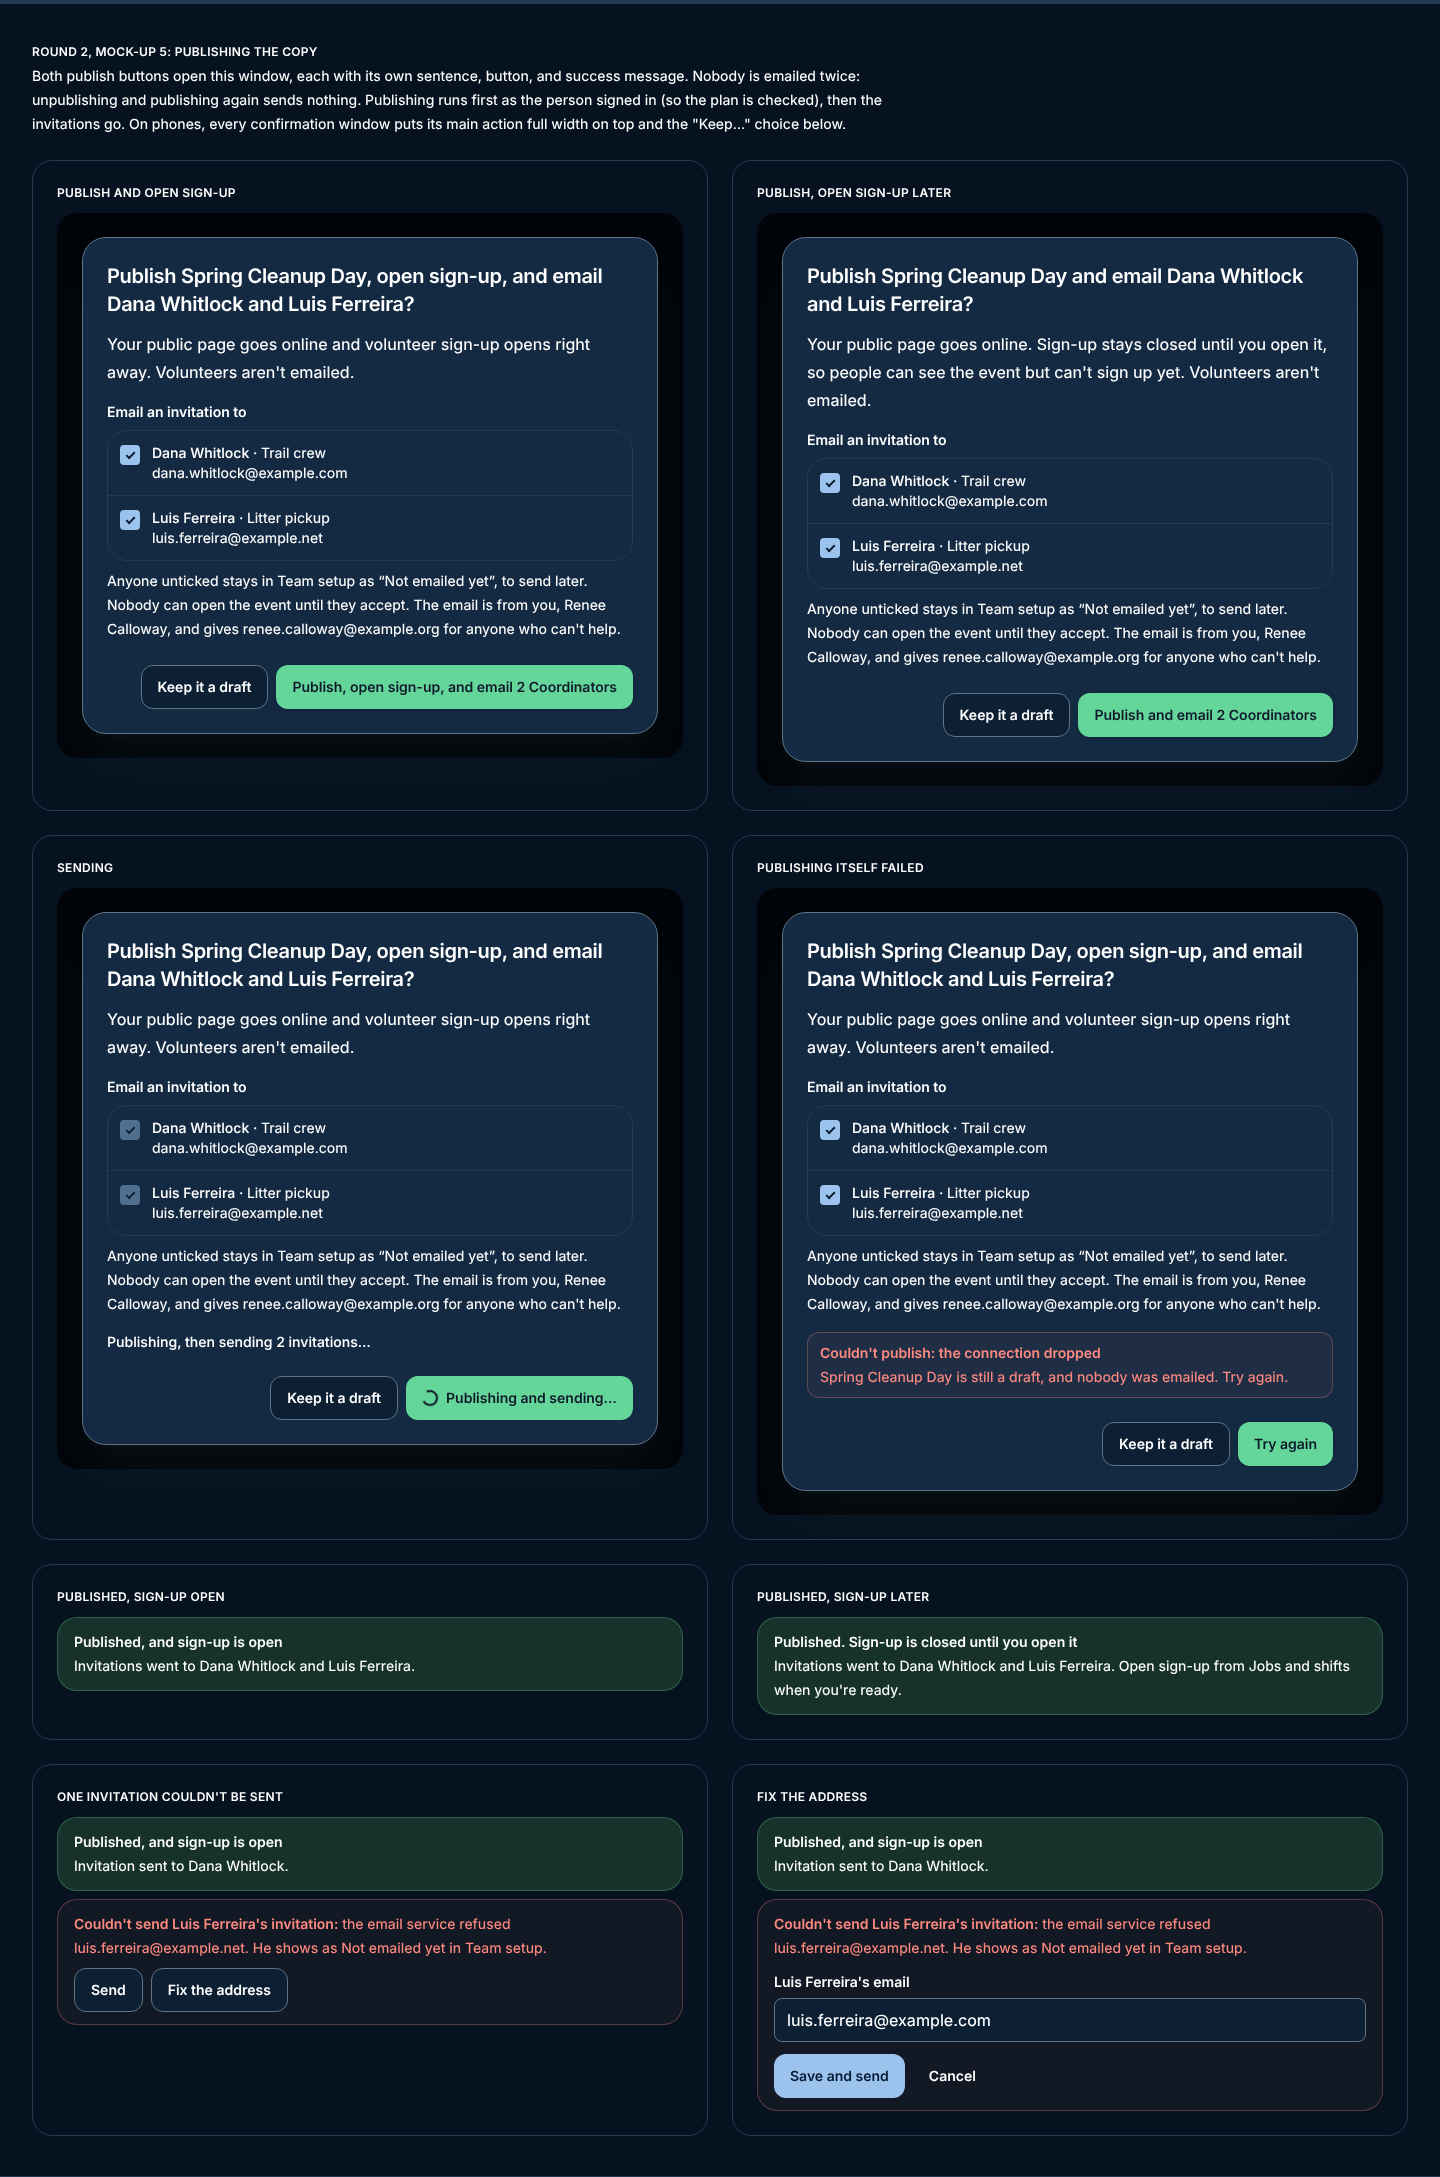 ROUND 2, MOCK-UP 5: PUBLISHING THE COPY
Both publish buttons open this window, each with its own sentence, button, and success message. Nobody is emailed twice:
unpublishing and publishing again sends nothing. Publishing runs first as the person signed in (so the plan is checked), then the
invitations go. On phones, every confirmation window puts its main action full width on top and the "Keep…" choice below.
PUBLISH AND OPEN SIGN-UP
Publish Spring Cleanup Day, open sign-up, and email
Dana Whitlock and Luis Ferreira?
Your public page goes online and volunteer sign-up opens right
away. Volunteers aren't emailed.
Email an invitation to
Dana Whitlock · Trail crew
dana.whitlock@example.com
Luis Ferreira · Litter pickup
luis.ferreira@example.net
Anyone unticked stays in Team setup as “Not emailed yet”, to send later.
Nobody can open the event until they accept. The email is from you, Renee
Calloway, and gives renee.calloway@example.org for anyone who can't help.
Keep it a draft
Publish, open sign-up, and email 2 Coordinators
PUBLISH, OPEN SIGN-UP LATER
Publish Spring Cleanup Day and email Dana Whitlock
and Luis Ferreira?
Your public page goes online. Sign-up stays closed until you open it,
so people can see the event but can't sign up yet. Volunteers aren't
emailed.
Email an invitation to
Dana Whitlock · Trail crew
dana.whitlock@example.com
Luis Ferreira · Litter pickup
luis.ferreira@example.net
Anyone unticked stays in Team setup as “Not emailed yet”, to send later.
Nobody can open the event until they accept. The email is from you, Renee
Calloway, and gives renee.calloway@example.org for anyone who can't help.
Keep it a draft
Publish and email 2 Coordinators
SENDING
Publish Spring Cleanup Day, open sign-up, and email
Dana Whitlock and Luis Ferreira?
Your public page goes online and volunteer sign-up opens right
away. Volunteers aren't emailed.
Email an invitation to
Dana Whitlock · Trail crew
dana.whitlock@example.com
Luis Ferreira · Litter pickup
luis.ferreira@example.net
Anyone unticked stays in Team setup as “Not emailed yet”, to send later.
Nobody can open the event until they accept. The email is from you, Renee
Calloway, and gives renee.calloway@example.org for anyone who can't help.
Publishing, then sending 2 invitations…
Keep it a draft
Publishing and sending…
PUBLISHING ITSELF FAILED
Publish Spring Cleanup Day, open sign-up, and email
Dana Whitlock and Luis Ferreira?
Your public page goes online and volunteer sign-up opens right
away. Volunteers aren't emailed.
Email an invitation to
Dana Whitlock · Trail crew
dana.whitlock@example.com
Luis Ferreira · Litter pickup
luis.ferreira@example.net
Anyone unticked stays in Team setup as “Not emailed yet”, to send later.
Nobody can open the event until they accept. The email is from you, Renee
Calloway, and gives renee.calloway@example.org for anyone who can't help.
Couldn't publish: the connection dropped
Spring Cleanup Day is still a draft, and nobody was emailed. Try again.
Keep it a draft
Try again
PUBLISHED, SIGN-UP OPEN
Published, and sign-up is open
Invitations went to Dana Whitlock and Luis Ferreira.
PUBLISHED, SIGN-UP LATER
Published. Sign-up is closed until you open it
Invitations went to Dana Whitlock and Luis Ferreira. Open sign-up from Jobs and shifts
when you're ready.
ONE INVITATION COULDN'T BE SENT
Published, and sign-up is open
Invitation sent to Dana Whitlock.
Couldn't send Luis Ferreira's invitation: the email service refused
luis.ferreira@example.net. He shows as Not emailed yet in Team setup.
Send
Fix the address
FIX THE ADDRESS
Published, and sign-up is open
Invitation sent to Dana Whitlock.
Couldn't send Luis Ferreira's invitation: the email service refused
luis.ferreira@example.net. He shows as Not emailed yet in Team setup.
Luis Ferreira's email
luis.ferreira@example.com
Save and send
Cancel